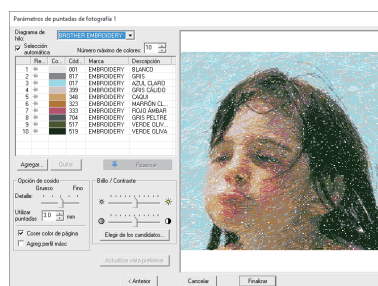 Parámetros de puntadas de fotografía 1
Diagrama de hilo: BROTHER EMBROIDERY
Selección automática Número máximo de colores: 10
Re... Co... Cód... Marca Descripción
1 001 EMBROIDERY BLANCO
2 817 EMBROIDERY GRIS
3 017 EMBROIDERY AZUL CLARO
4 399 EMBROIDERY GRIS CÁLIDO
5 348 EMBROIDERY CAQUI
6 323 EMBROIDERY MARRÓN CL...
7 333 EMBROIDERY ROJO ÁMBAR
8 704 EMBROIDERY GRIS PELTRE
9 517 EMBROIDERY VERDE OLIV...
10 519 EMBROIDERY VERDE OLIVA
Agregar... Quitar Reservar
Opción de cosido
Grueso Fino
Detalle:
Utilizar puntadas 3.0 mm
Coser color de página
Agreg perfil másc
Brillo / Contraste
Elegir de los candidatos...
Actualizar vista preliminar
< Anterior Cancelar Finalizar